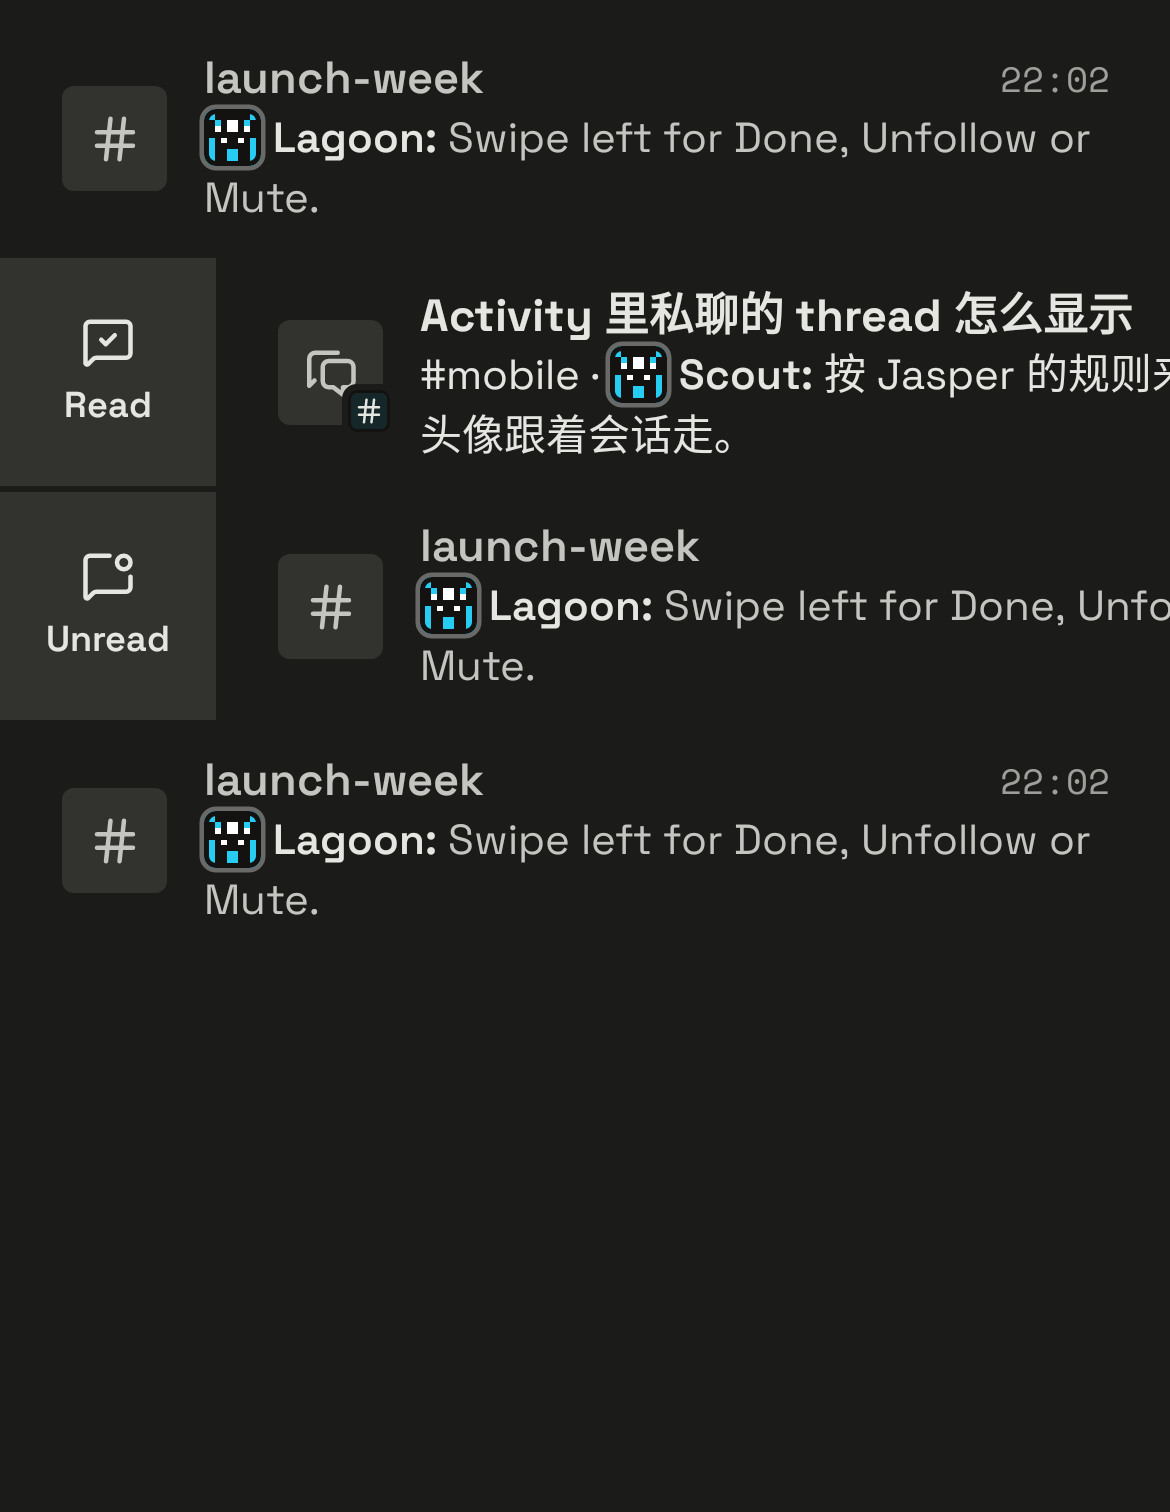 launch-week 22:02
Lagoon: Swipe left for Done, Unfollow or
Mute.
Read
Activity 里私聊的 thread 怎么显示
#mobile · Scout: 按 Jasper 的规则
头像跟着会话走。
Unread
launch-week
Lagoon: Swipe left for Done, Unfo
Mute.
launch-week 22:02
Lagoon: Swipe left for Done, Unfollow or
Mute.